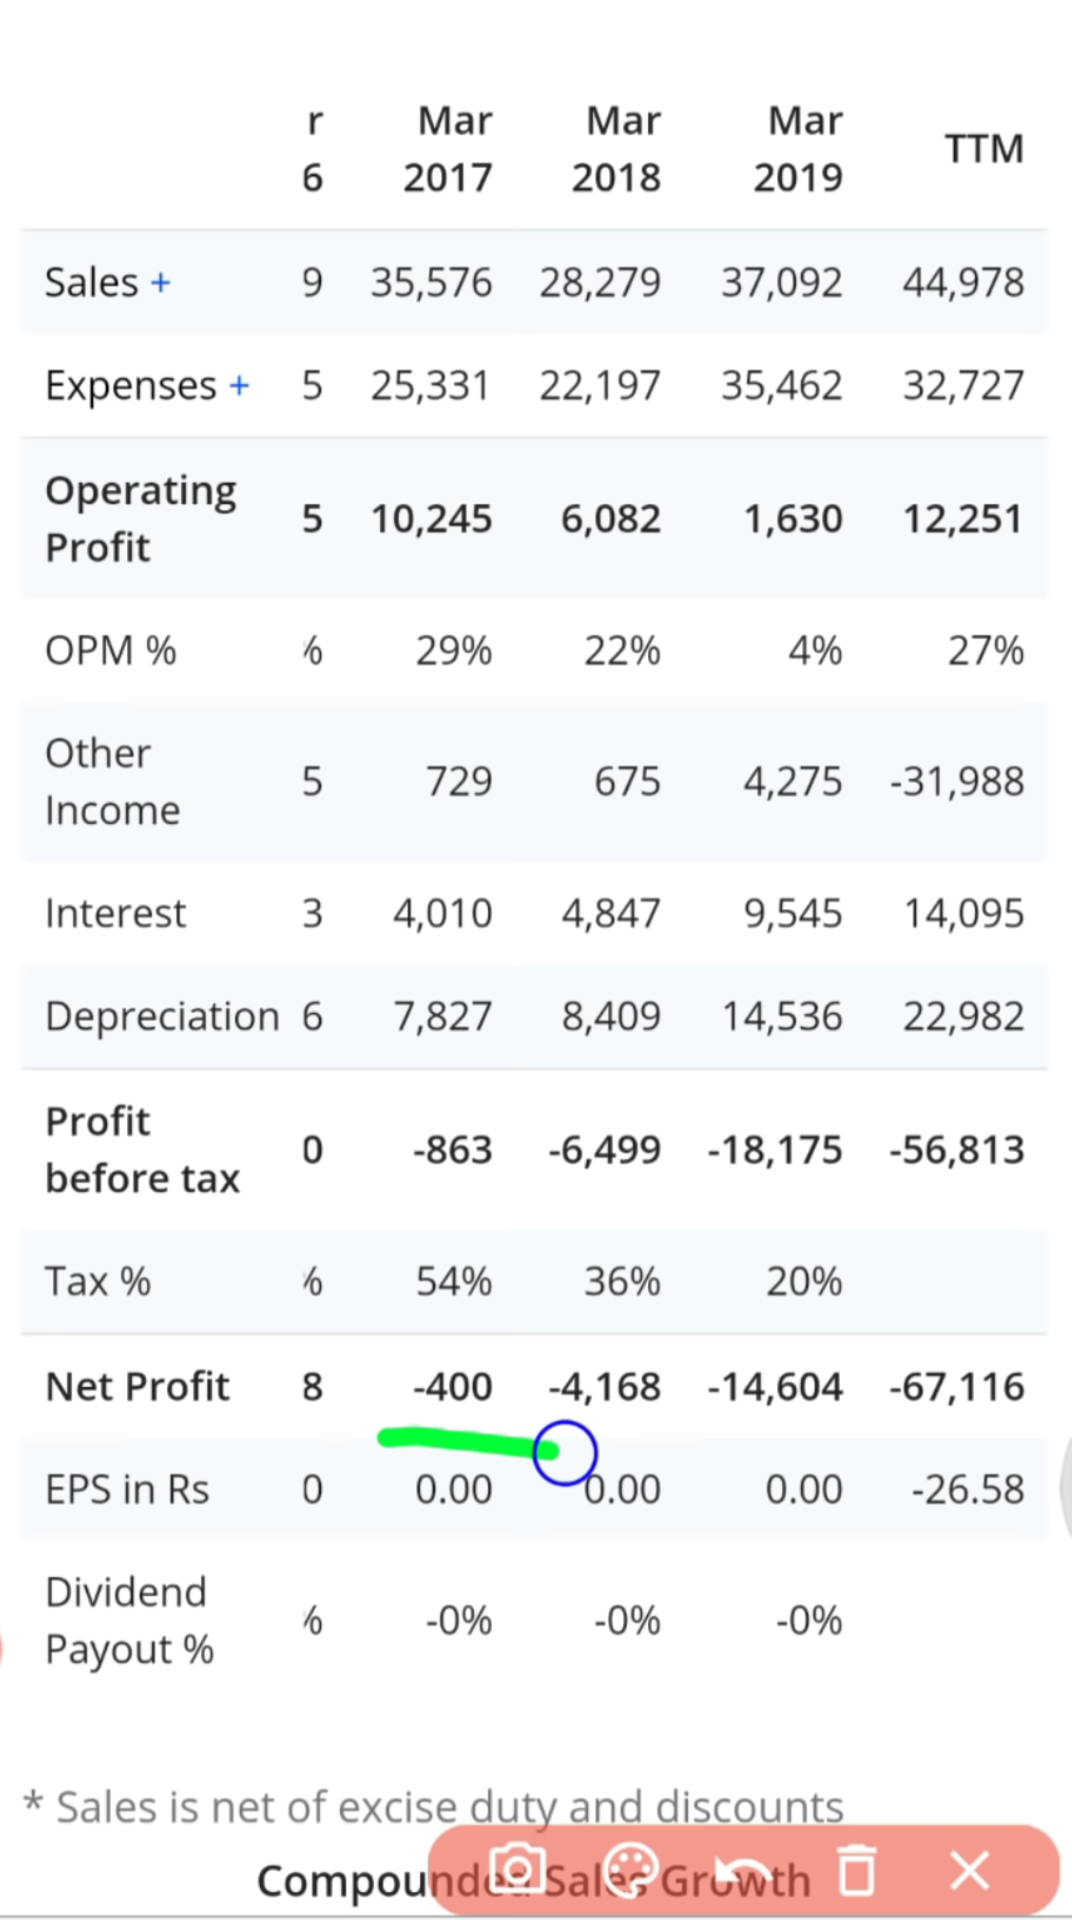 r Mar Mar Mar TTM
6 2017 2018 2019
Sales + 9 35,576 28,279 37,092 44,978
Expenses + 5 25,331 22,197 35,462 32,727
Operating
Profit 5 10,245 6,082 1,630 12,251
OPM % % 29% 22% 4% 27%
Other
Income 5 729 675 4,275 -31,988
Interest 3 4,010 4,847 9,545 14,095
Depreciation 6 7,827 8,409 14,536 22,982
Profit
before tax 0 -863 -6,499 -18,175 -56,813
Tax % % 54% 36% 20%
Net Profit 8 -400 -4,168 -14,604 -67,116
EPS in Rs 0 0.00 0.00 0.00 -26.58
Dividend
Payout % % -0% -0% -0%
* Sales is net of excise duty and discounts
Compounded Sales Growth